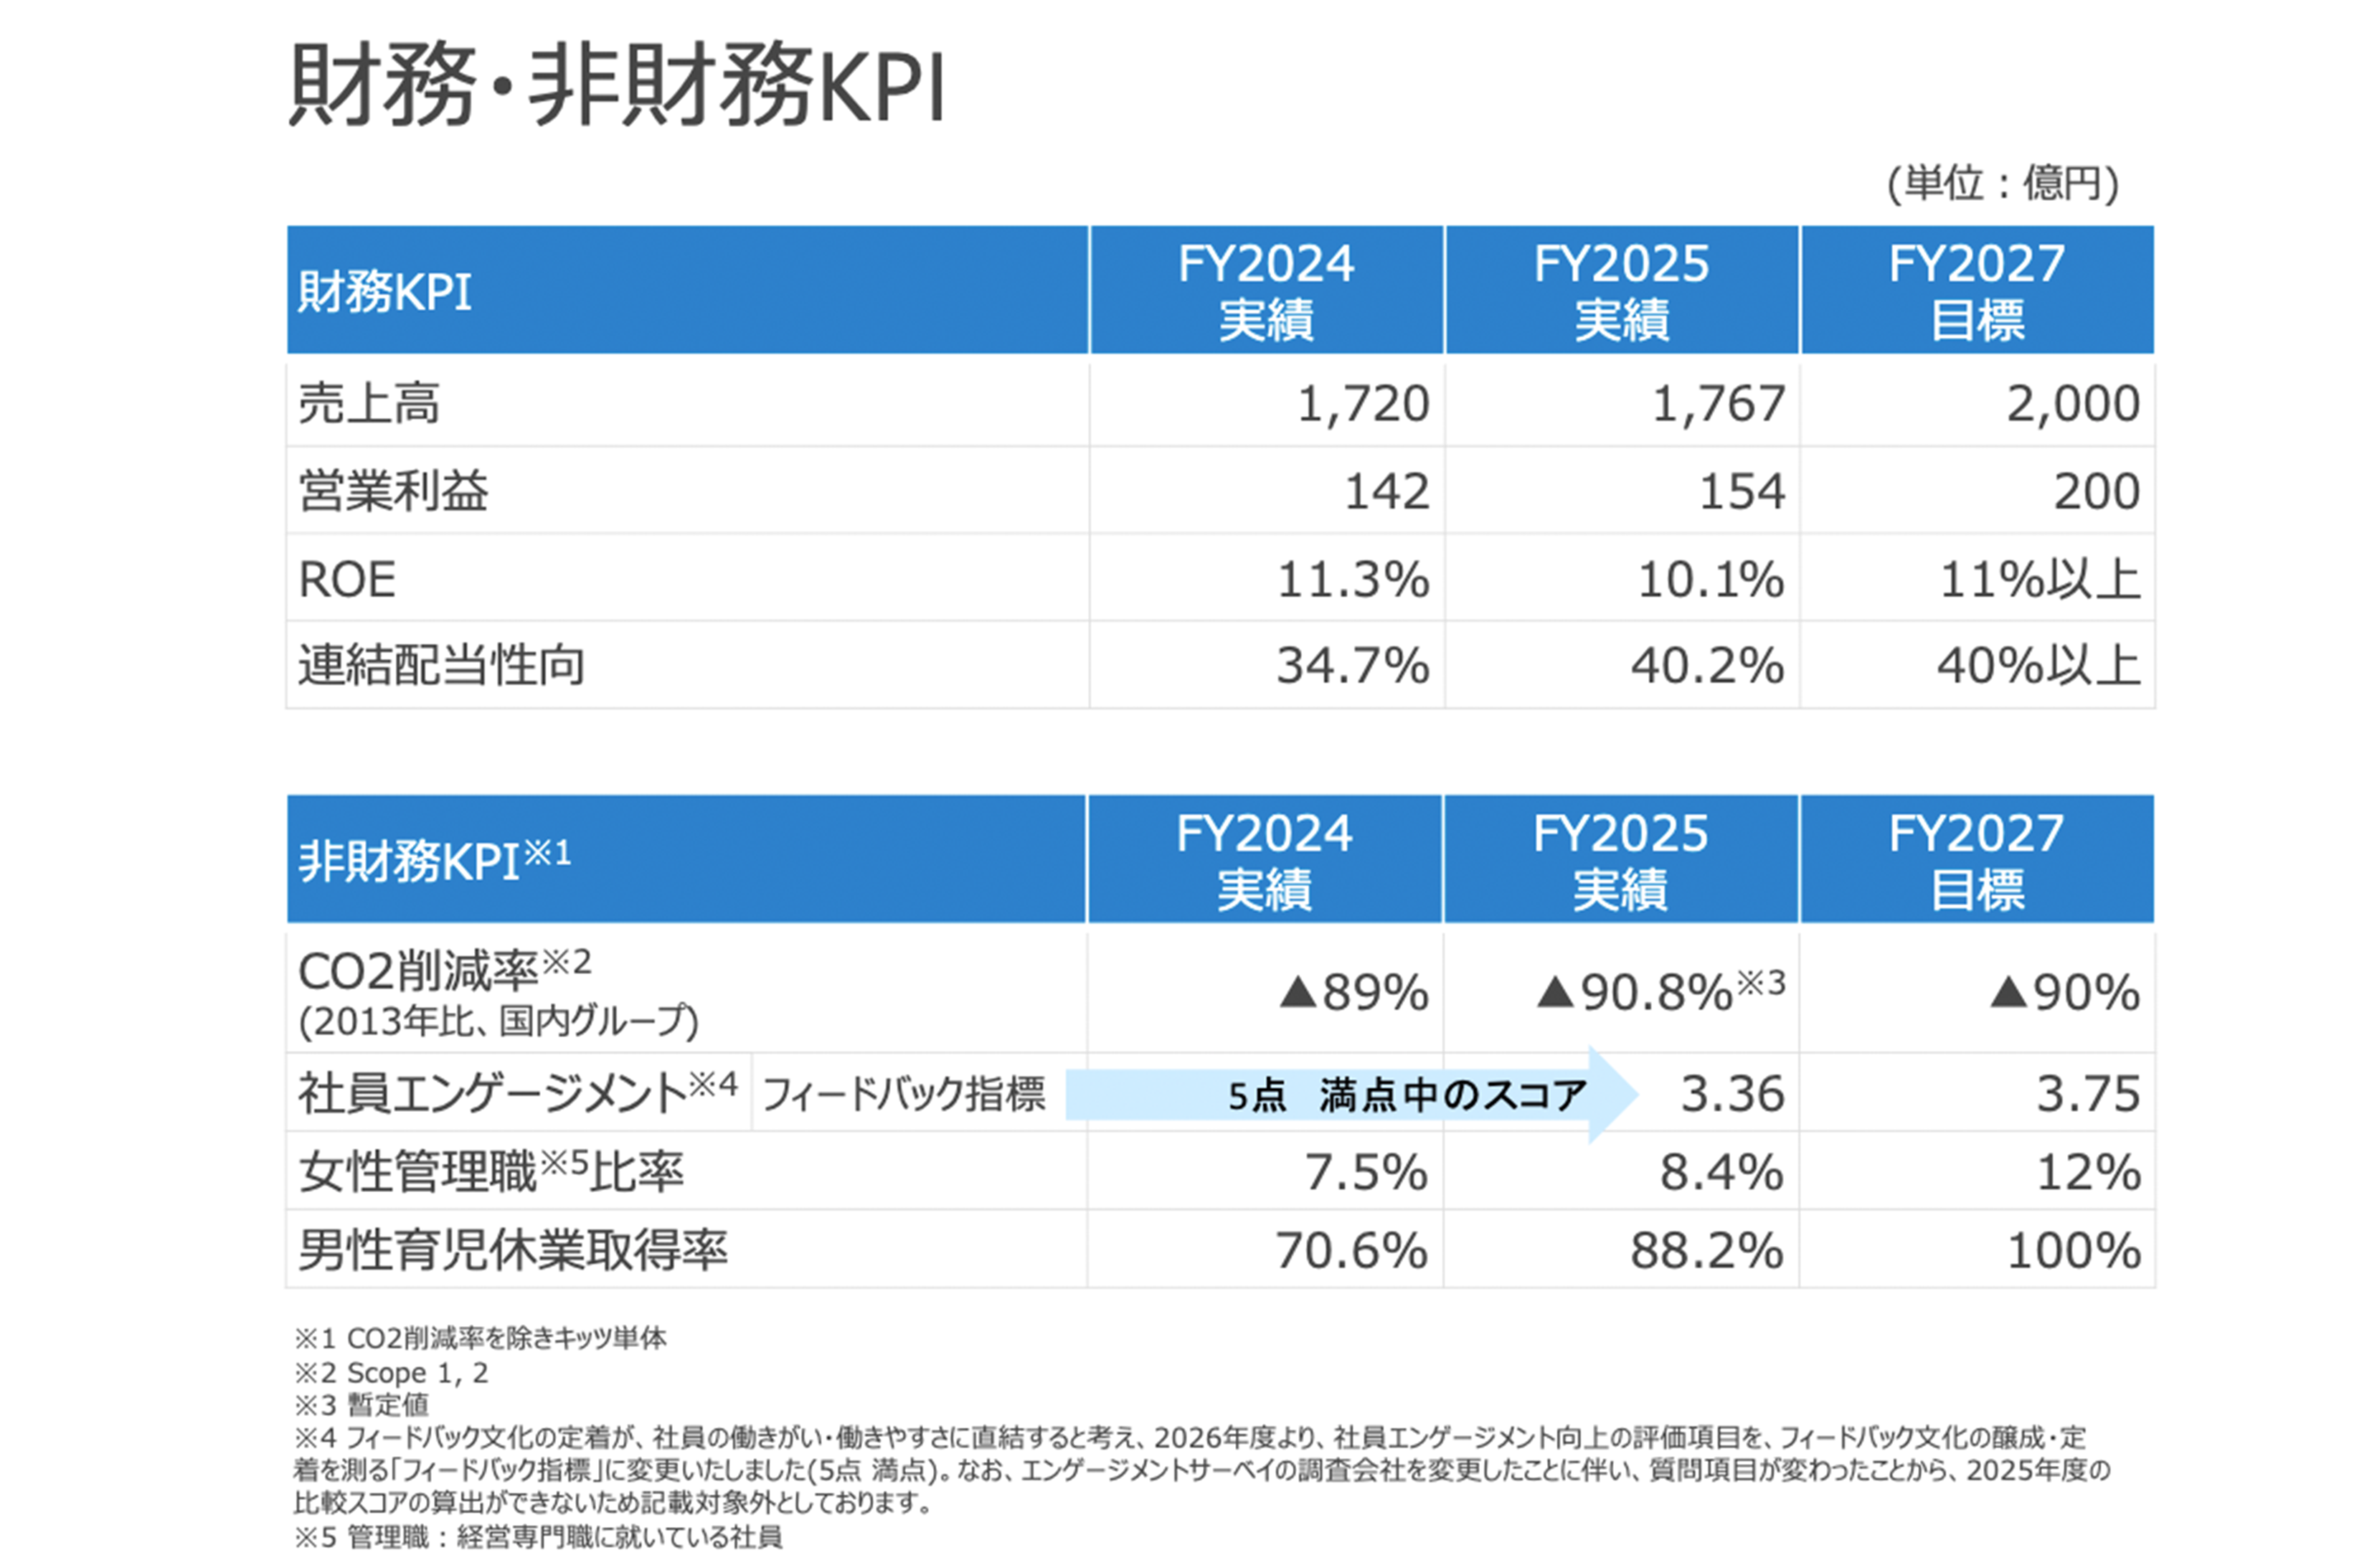 財務・非財務KPI
(単位：億円)
財務KPI FY2024 実績 FY2025 実績 FY2027 目標
売上高 1,720 1,767 2,000
営業利益 142 154 200
ROE 11.3% 10.1% 11%以上
連結配当性向 34.7% 40.2% 40%以上
非財務KPI※1 FY2024 実績 FY2025 実績 FY2027 目標
CO2削減率※2 ▲89% ▲90.8%※3 ▲90%
(2013年比、国内グループ)
社員エンゲージメント※4 フィードバック指標 5点　満点中のスコア 3.36 3.75
女性管理職※5比率 7.5% 8.4% 12%
男性育児休業取得率 70.6% 88.2% 100%
※1 CO2削減率を除きキッツ単体
※2 Scope 1, 2
※3 暫定値
※4 フィードバック文化の定着が、社員の働きがい・働きやすさに直結すると考え、2026年度より、社員エンゲージメント向上の評価項目を、フィードバック文化の醸成・定
着を測る「フィードバック指標」に変更いたしました(5点 満点)。なお、エンゲージメントサーベイの調査会社を変更したことに伴い、質問項目が変わったことから、2025年度の
比較スコアの算出ができないため記載対象外としております。
※5 管理職：経営専門職に就いている社員